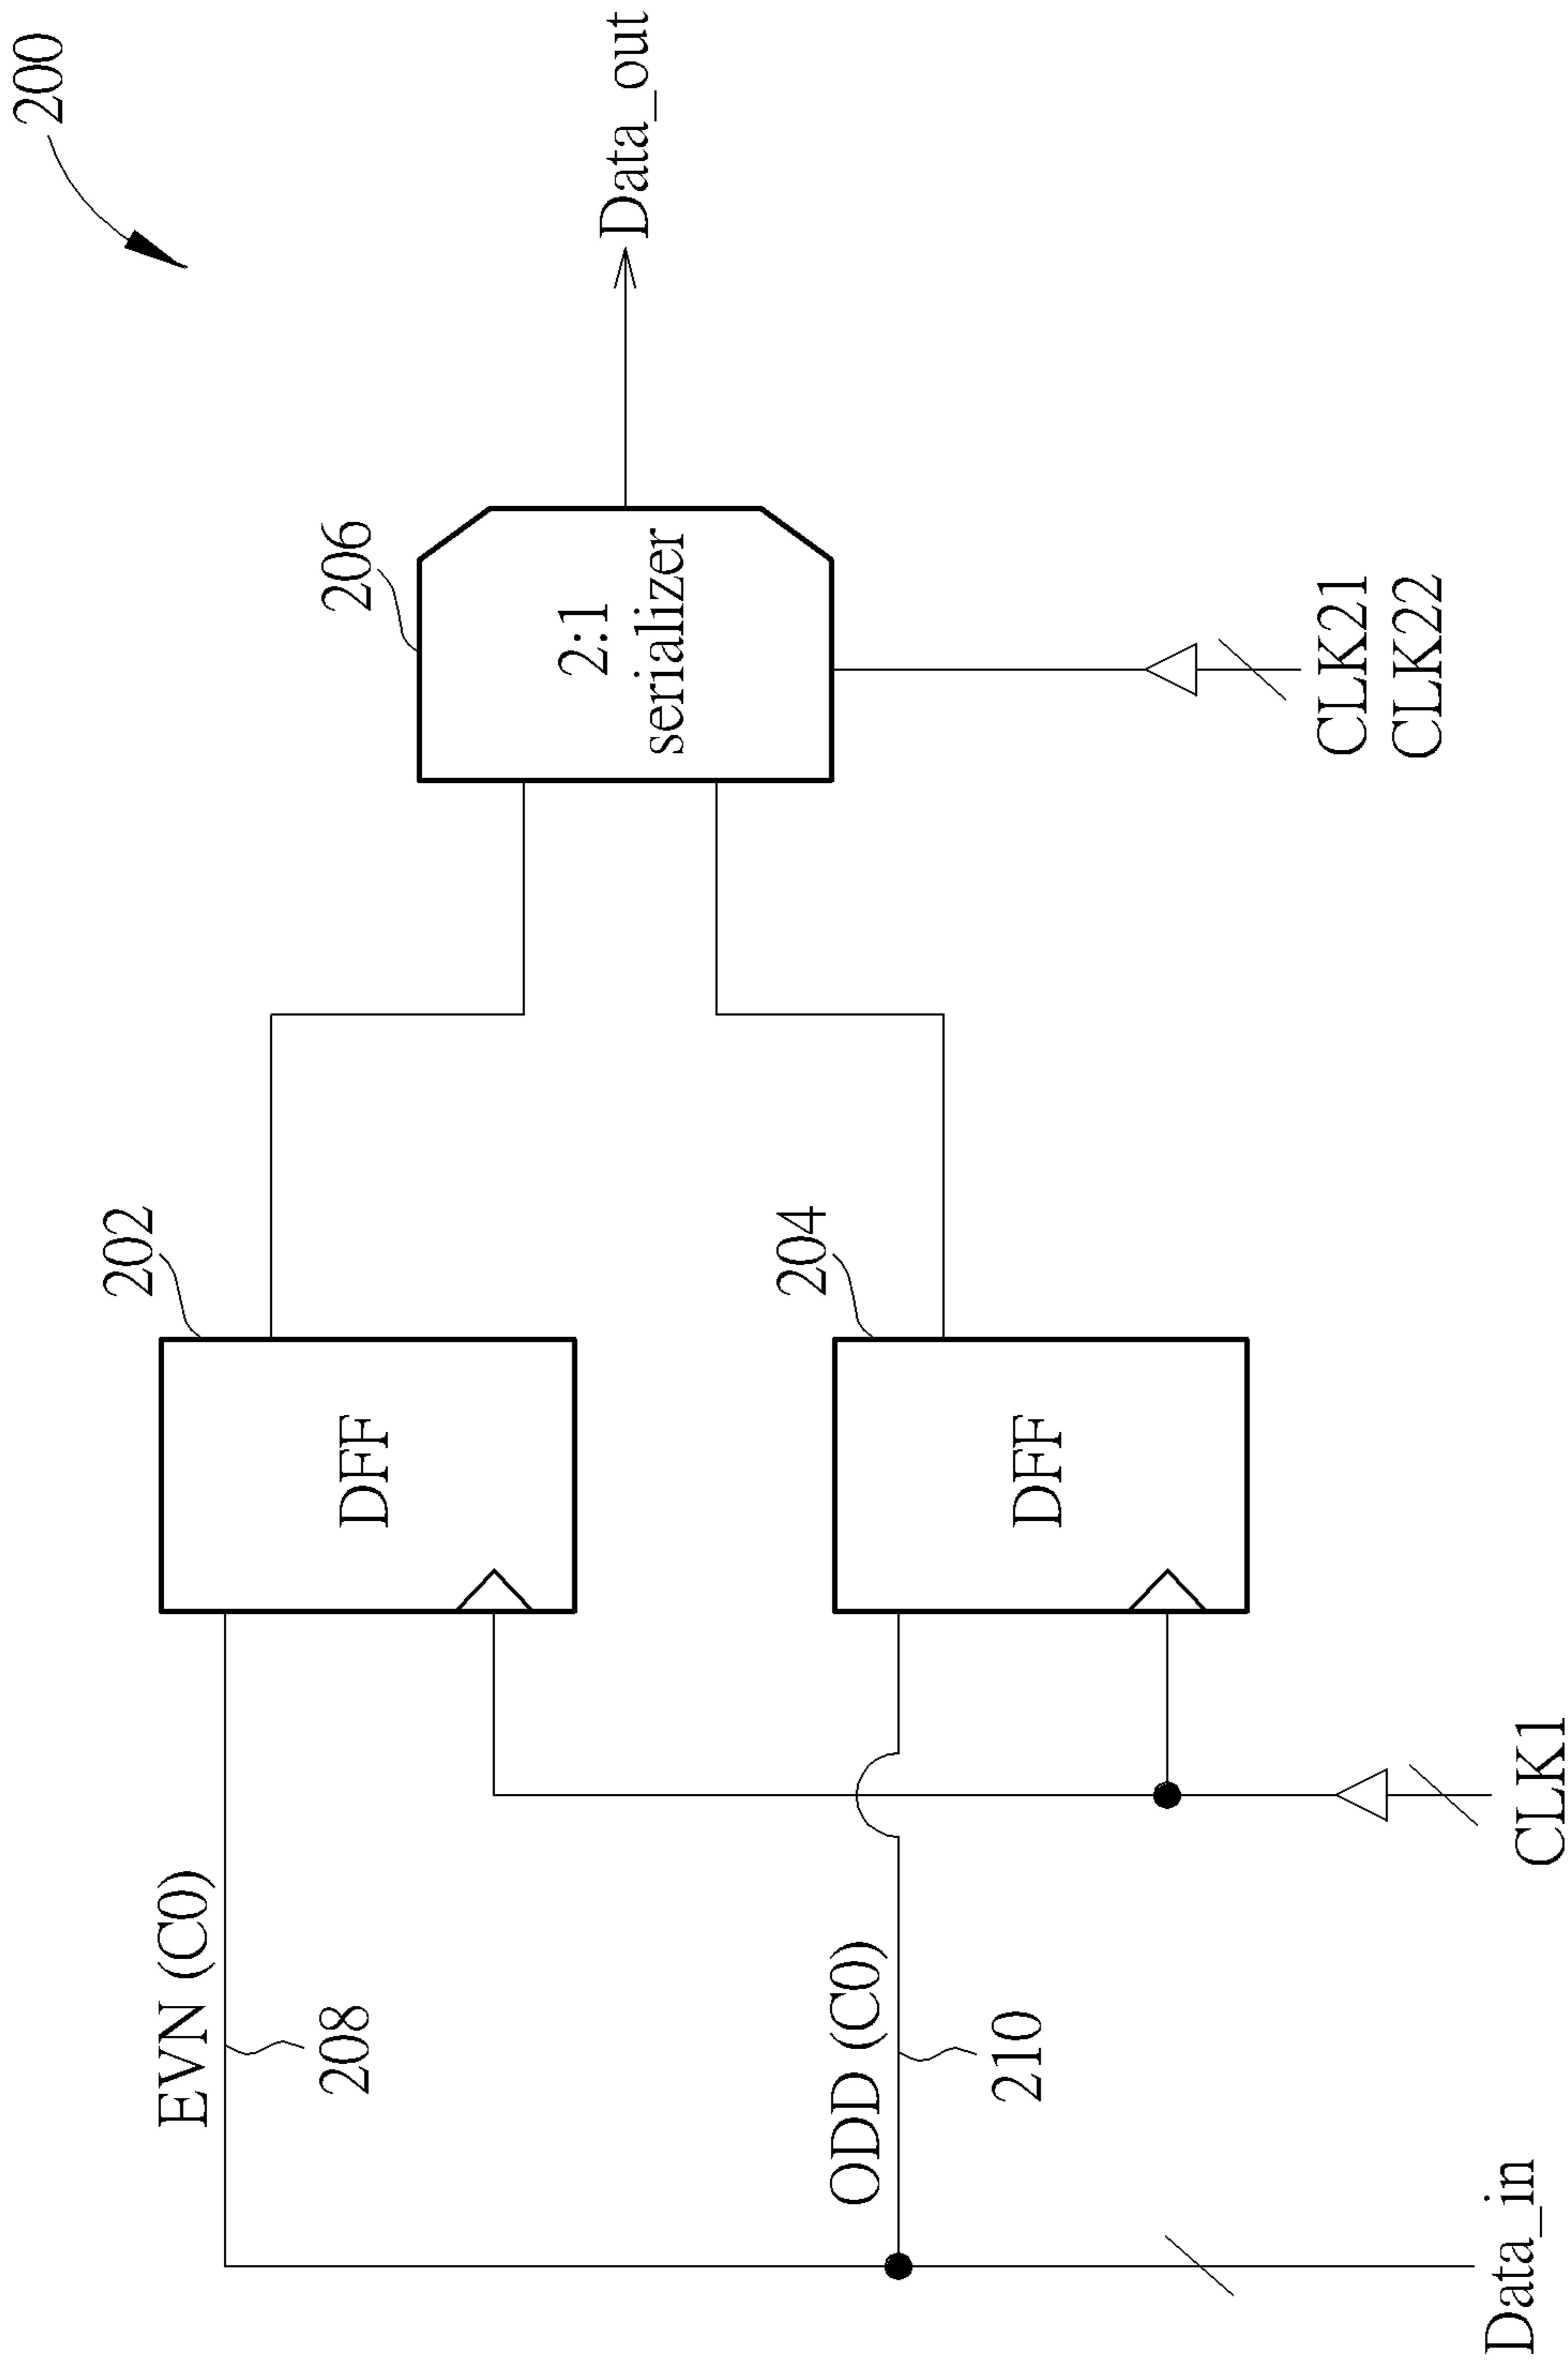 200
EVN (C0)
208
DFF
202
206
2:1
serializer
Data_out
ODD (C0)
210
DFF
204
Data_in
CLK1
CLK21
CLK22